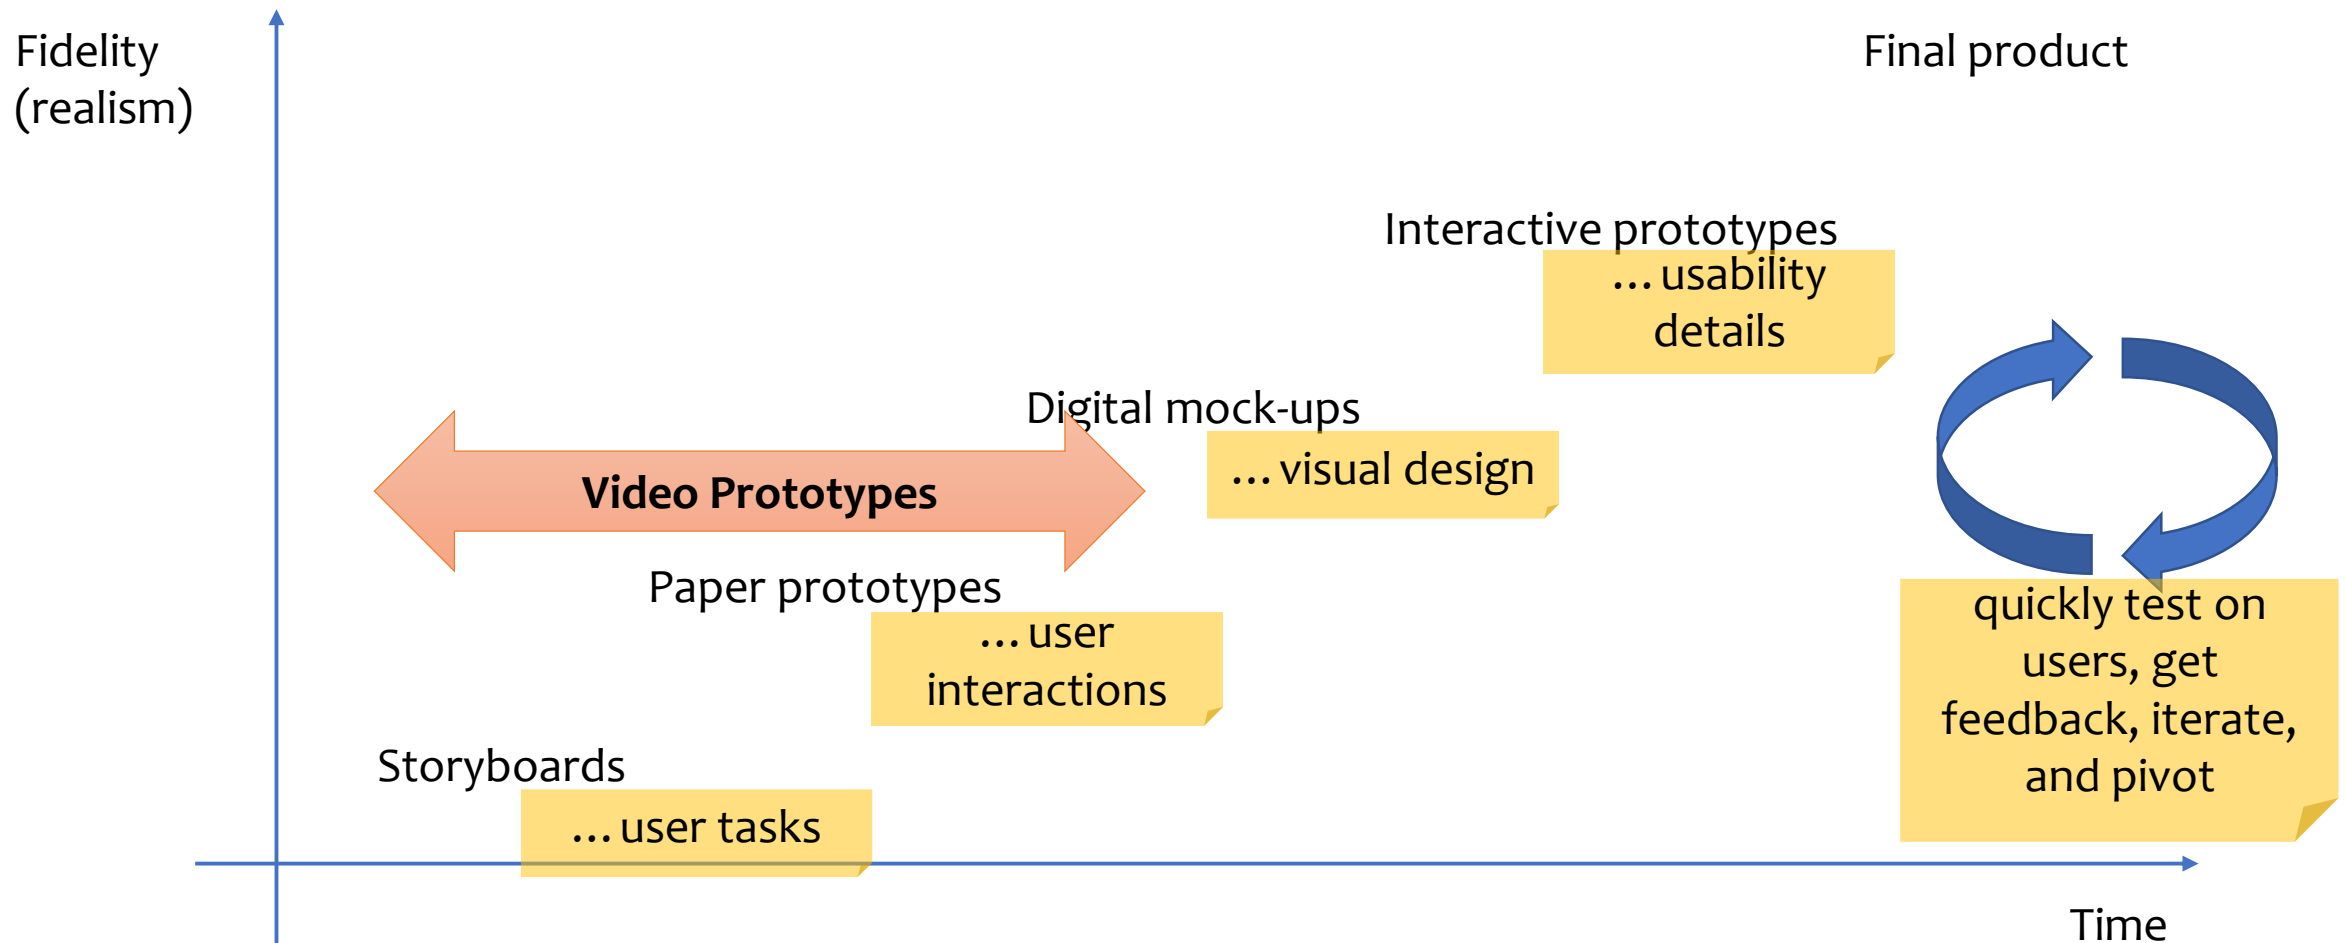 Fidelity
(realism)
Final product
Interactive prototypes
... usability
details
Digital mock-ups
... visual design
Video Prototypes
Paper prototypes
... user
interactions
quickly test on
users, get
feedback, iterate,
and pivot
Storyboards
... user tasks
Time